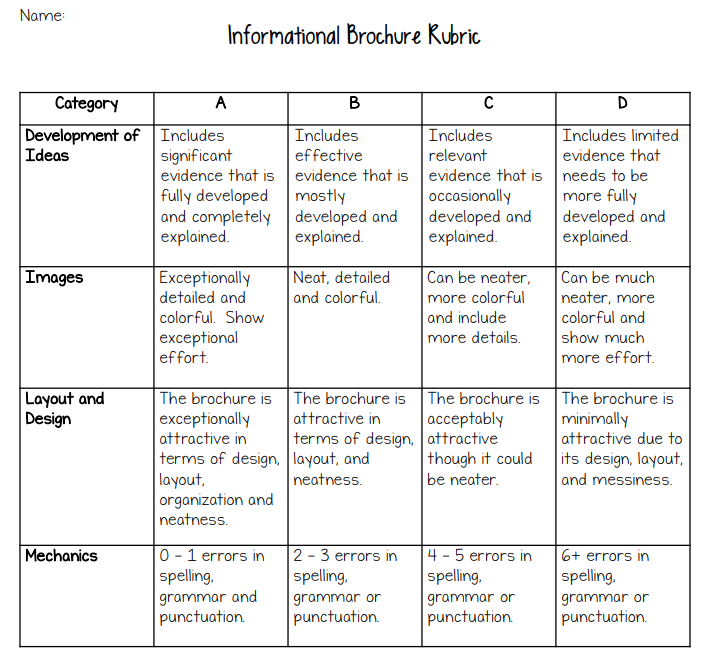 Name:
Informational Brochure Rubric
Category
A
B
C
D
Development of
Ideas
Includes
significant
evidence that is
fully developed
and completely
explained.
Includes
effective
evidence that is
mostly
developed and
explained.
Includes
relevant
evidence that is
occasionally
developed and
explained.
Includes limited
evidence that
needs to be
more fully
developed and
explained.
Images
Exceptionally
detailed and
colorful. Show
exceptional
effort.
Neat, detailed
and colorful.
Can be neater,
more colorful
and include
more details.
Can be much
neater, more
colorful and
show much
more effort.
Layout and
Design
The brochure is
exceptionally
attractive in
terms of design,
layout,
organization and
neatness.
The brochure is
attractive in
terms of design,
layout, and
neatness.
The brochure is
acceptably
attractive
though it could
be neater.
The brochure is
minimally
attractive due to
its design, layout,
and messiness.
Mechanics
0 – 1 errors in
spelling,
grammar and
punctuation.
2 – 3 errors in
spelling,
grammar or
punctuation.
4 – 5 errors in
spelling,
grammar or
punctuation.
6+ errors in
spelling,
grammar or
punctuation.